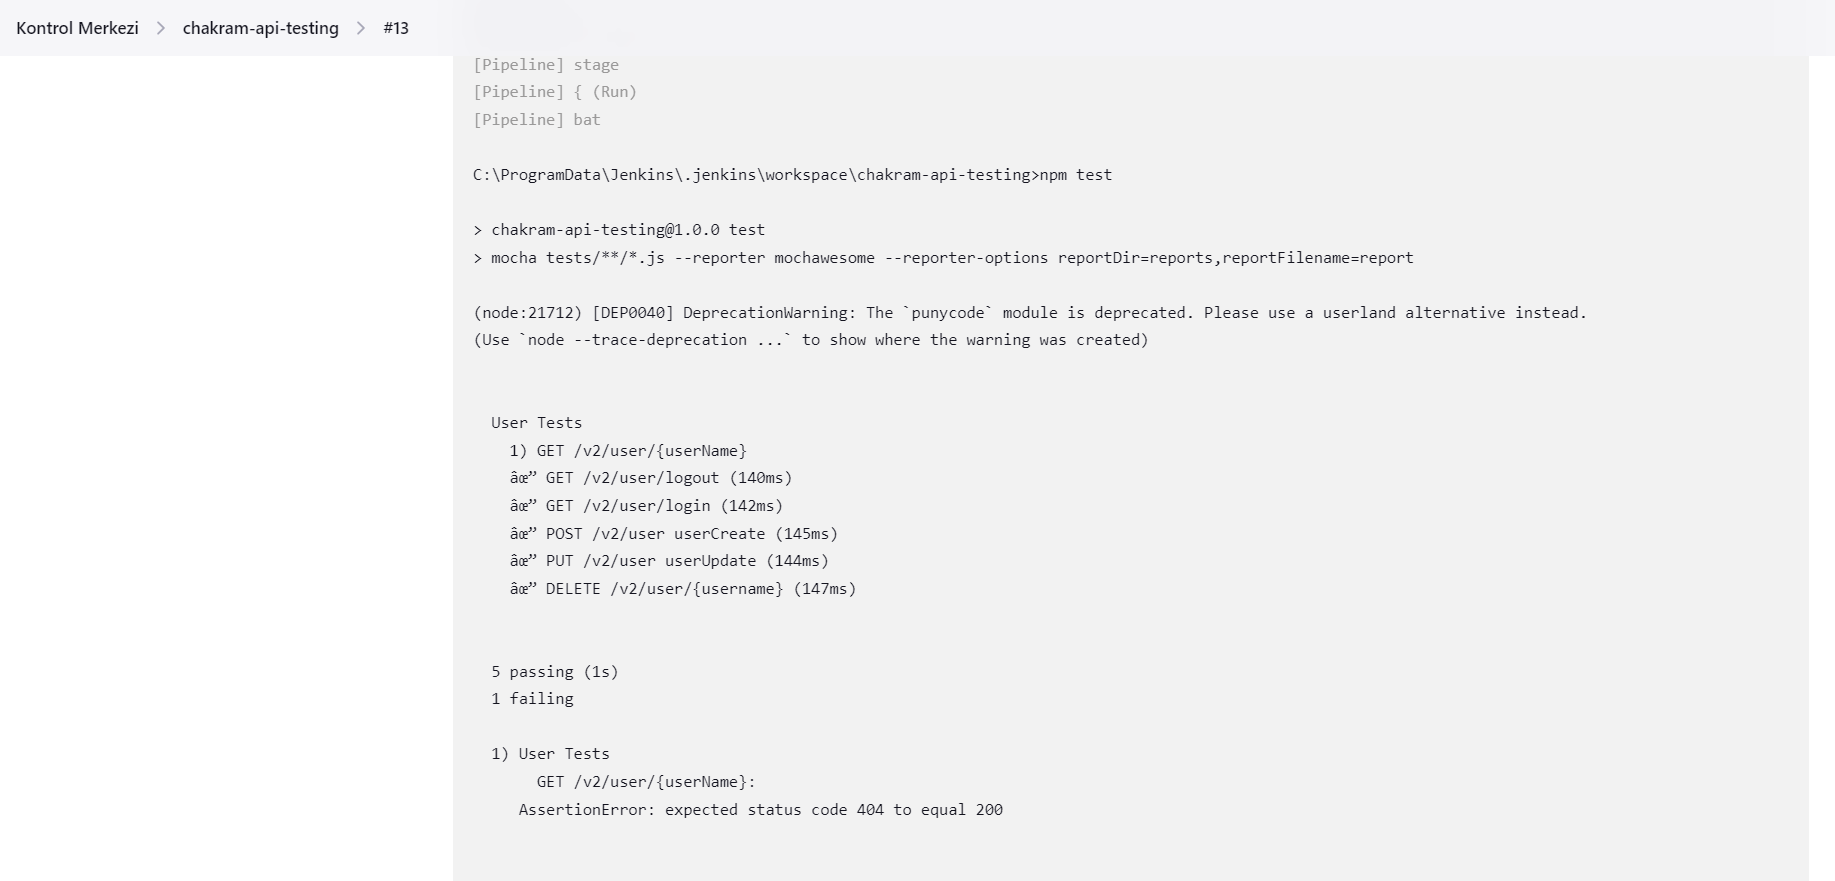 Kontrol Merkezi > chakram-api-testing > #13
[Pipeline] stage
[Pipeline] { (Run)
[Pipeline] bat
C:\ProgramData\Jenkins\.jenkins\workspace\chakram-api-testing>npm test
> chakram-api-testing@1.0.0 test
> mocha tests/**/*.js --reporter mochawesome --reporter-options reportDir=reports,reportFilename=report
(node:21712) [DEP0040] DeprecationWarning: The `punycode` module is deprecated. Please use a userland alternative instead.
(Use `node --trace-deprecation ...` to show where the warning was created)
User Tests
1) GET /v2/user/{userName}
âœ” GET /v2/user/logout (140ms)
âœ” GET /v2/user/login (142ms)
âœ” POST /v2/user userCreate (145ms)
âœ” PUT /v2/user userUpdate (144ms)
âœ” DELETE /v2/user/{username} (147ms)
5 passing (1s)
1 failing
1) User Tests
GET /v2/user/{userName}:
AssertionError: expected status code 404 to equal 200